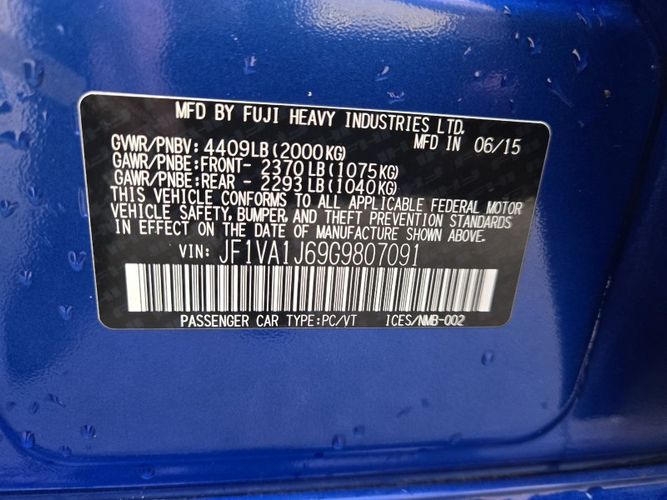 MFD BY FUJI HEAVY INDUSTRIES LTD.
MFD IN 06/15
GVWR/PNBV: 4409LB(2000KG)
GAWR/PNBE:FRONT- 2370LB(1075KG)
GAWR/PNBE:REAR - 2293LB(1040KG)
THIS VEHICLE CONFORMS TO ALL APPLICABLE FEDERAL MOTOR
VEHICLE SAFETY, BUMPER, AND THEFT PREVENTION STANDARDS
IN EFFECT ON THE DATE OF MANUFACTURE SHOWN ABOVE.
VIN: JF1VA1J69G9807091
PASSENGER CAR TYPE:PC/VT ICES/NMB-002